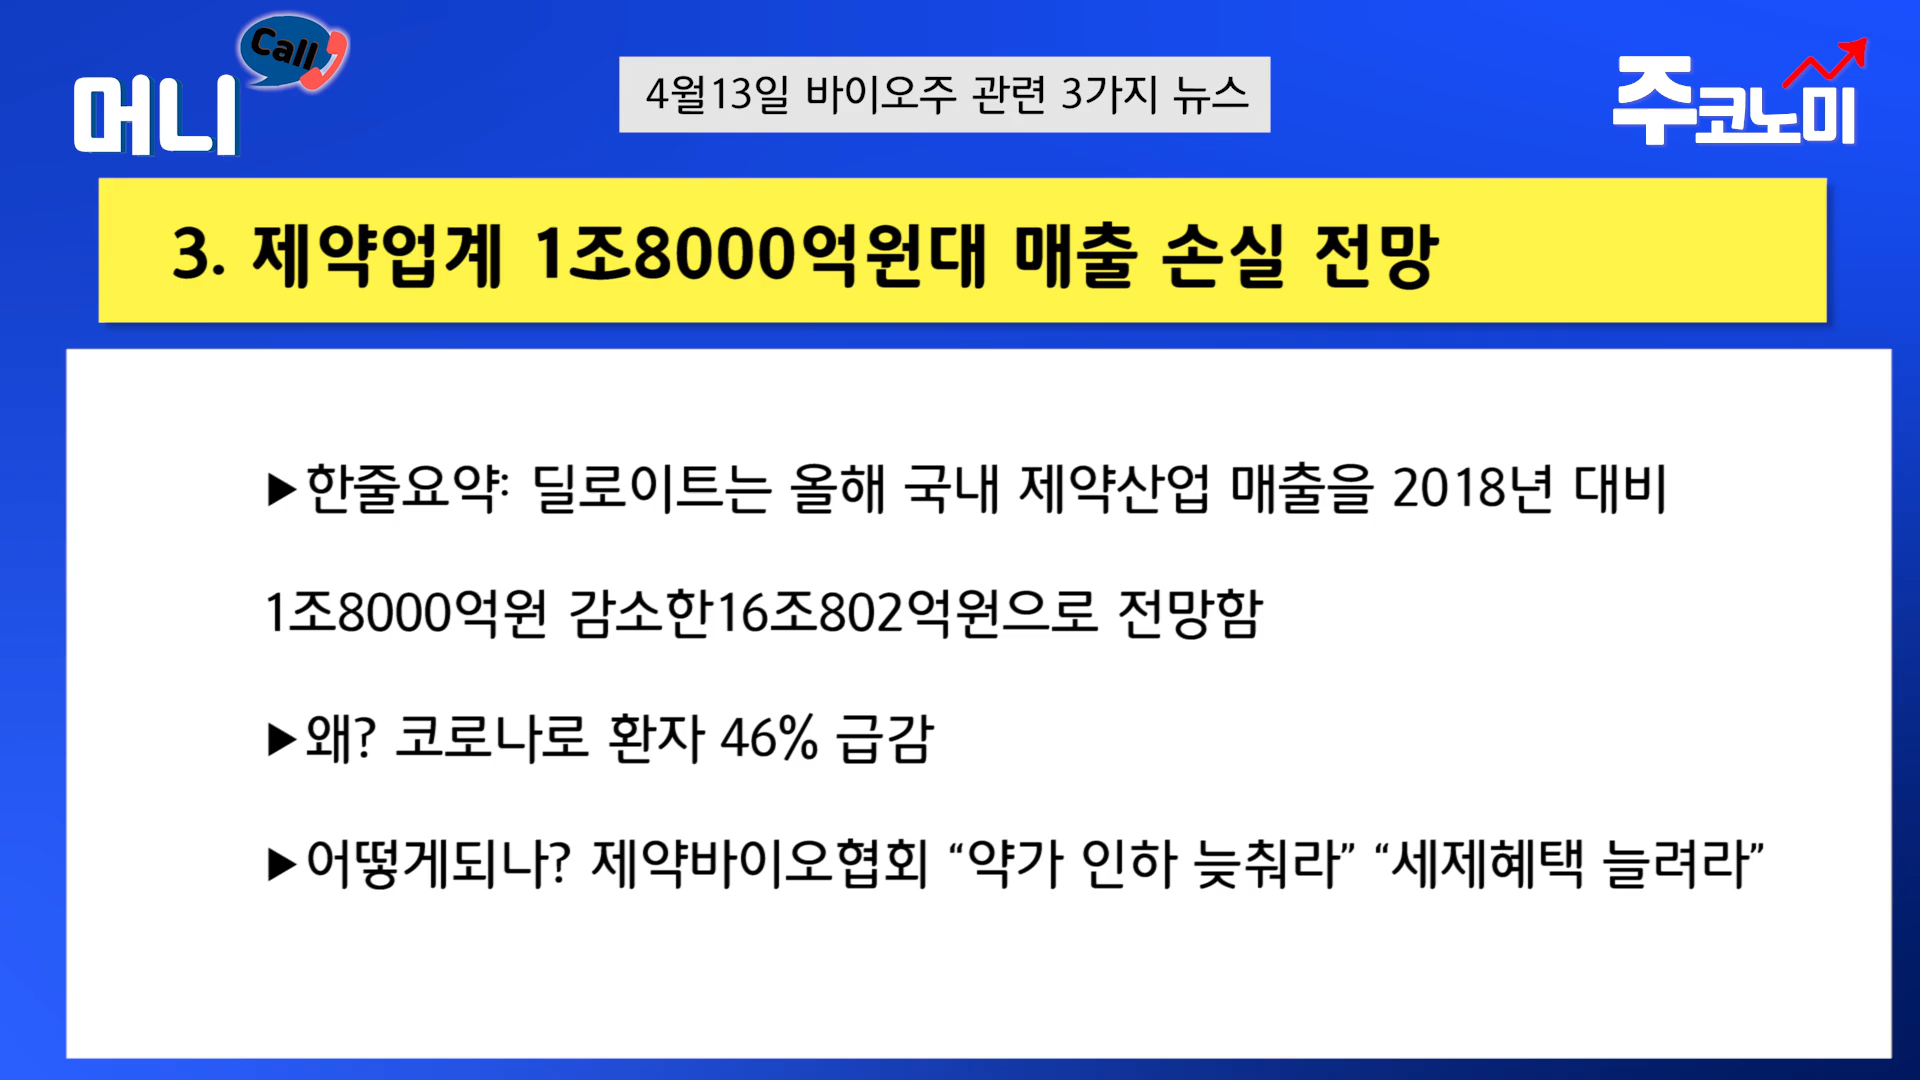 머니
Call
4월13일 바이오주 관련 3가지 뉴스
주코노미
3. 제약업계 1조8000억원대 매출 손실 전망
▶한줄요약: 딜로이트는 올해 국내 제약산업 매출을 2018년 대비
1조8000억원 감소한16조802억원으로 전망함
▶왜? 코로나로 환자 46% 급감
▶어떻게되나? 제약바이오협회 “약가 인하 늦춰라” “세제혜택 늘려라”